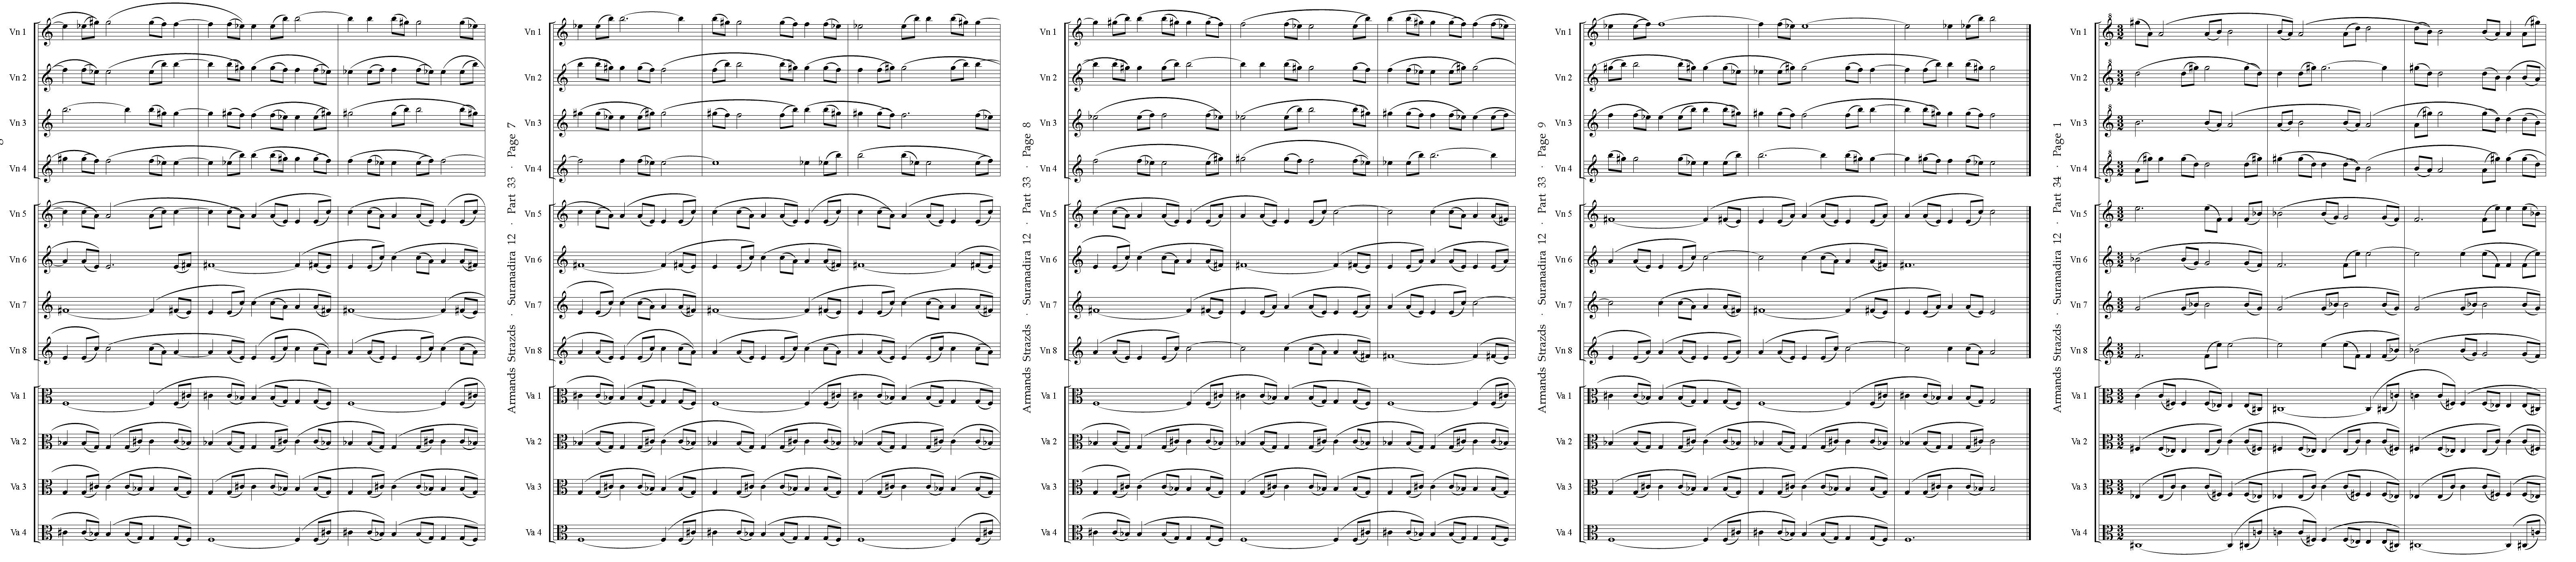 Vn 1
Vn 2
Vn 3
Vn 4
Vn 5
Vn 6
Vn 7
Vn 8
Va 1
Va 2
Va 3
Va 4
Armands Strazds · Suranadira 12 · Part 33 · Page 7
Vn 1
Vn 2
Vn 3
Vn 4
Vn 5
Vn 6
Vn 7
Vn 8
Va 1
Va 2
Va 3
Va 4
Armands Strazds · Suranadira 12 · Part 33 · Page 8
Vn 1
Vn 2
Vn 3
Vn 4
Vn 5
Vn 6
Vn 7
Vn 8
Va 1
Va 2
Va 3
Va 4
Armands Strazds · Suranadira 12 · Part 33 · Page 9
Vn 1
Vn 2
Vn 3
Vn 4
Vn 5
Vn 6
Vn 7
Vn 8
Va 1
Va 2
Va 3
Va 4
Armands Strazds · Suranadira 12 · Part 34 · Page 1
Vn 1
Vn 2
Vn 3
Vn 4
Vn 5
Vn 6
Vn 7
Vn 8
Va 1
Va 2
Va 3
Va 4